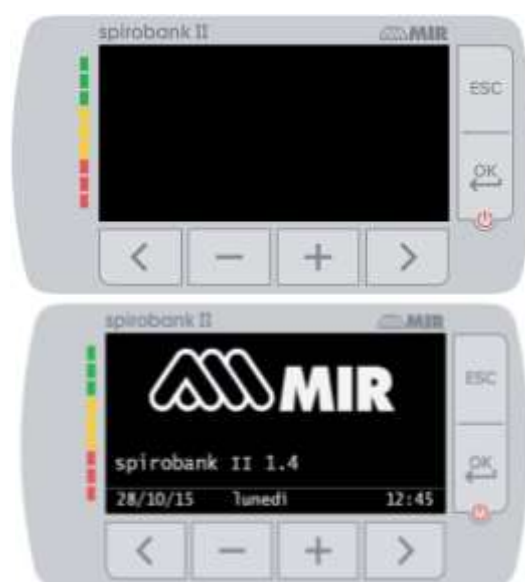 spirobank II MIR
ESC
OK
spirobank II MIR
MIR
spirobank II 1.4
28/10/15 lunedì 12:45
ESC
OK